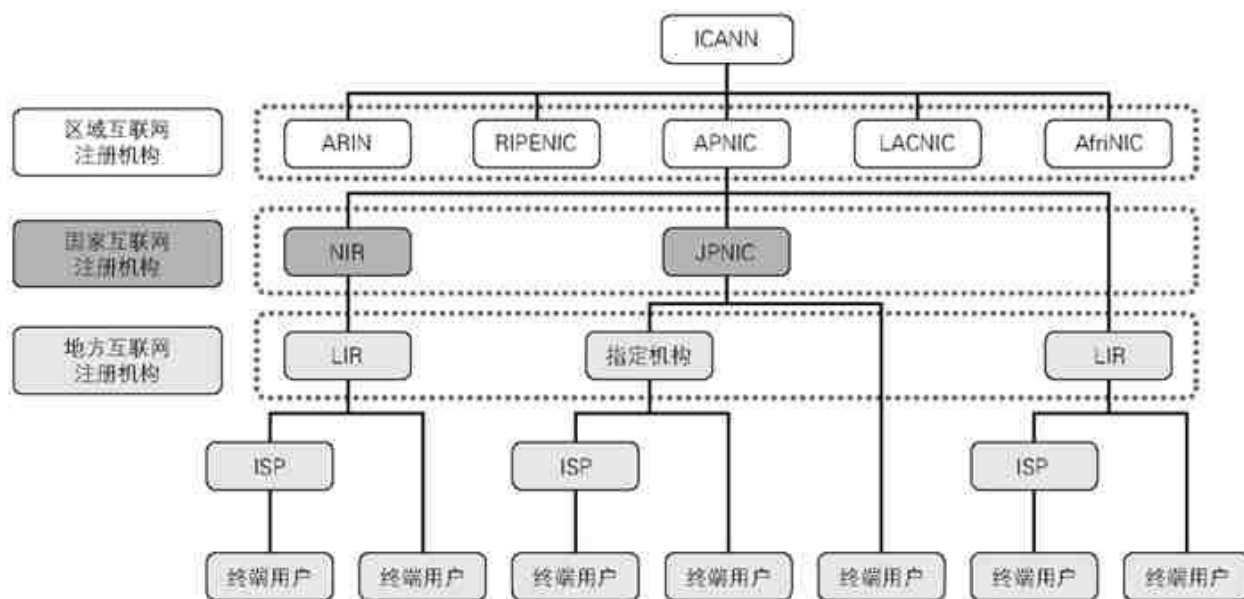 ICANN
区域互联网
注册机构
ARIN
RIPENIC
APNIC
LACNIC
AfriNIC
国家互联网
注册机构
NIR
JPNIC
地方互联网
注册机构
LIR
指定机构
LIR
ISP
ISP
ISP
终端用户
终端用户
终端用户
终端用户
终端用户
终端用户
终端用户